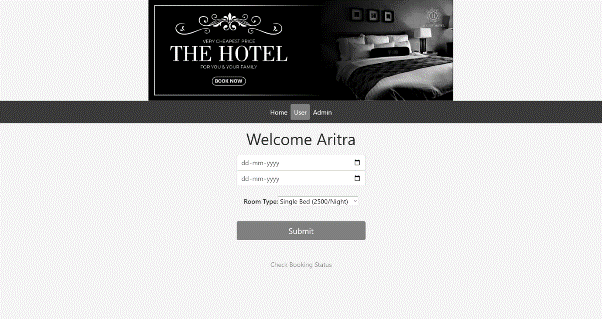 VERY CHEAPEST PRICE
THE HOTEL
FOR YOU & YOUR FAMILY
BOOK NOW
Home User Admin
Welcome Aritra
dd-mm-yyyy
dd-mm-yyyy
Room Type: Single Bed (2500/Night)
Submit
Check Booking Status